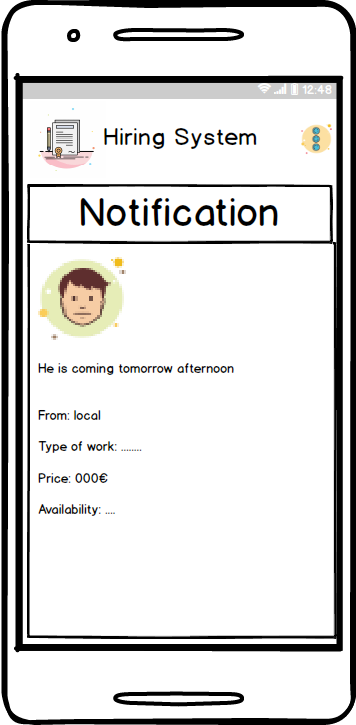 12:48
Hiring System
Notification
He is coming tomorrow afternoon
From: local
Type of work: ........
Price: 000€
Availability: ....